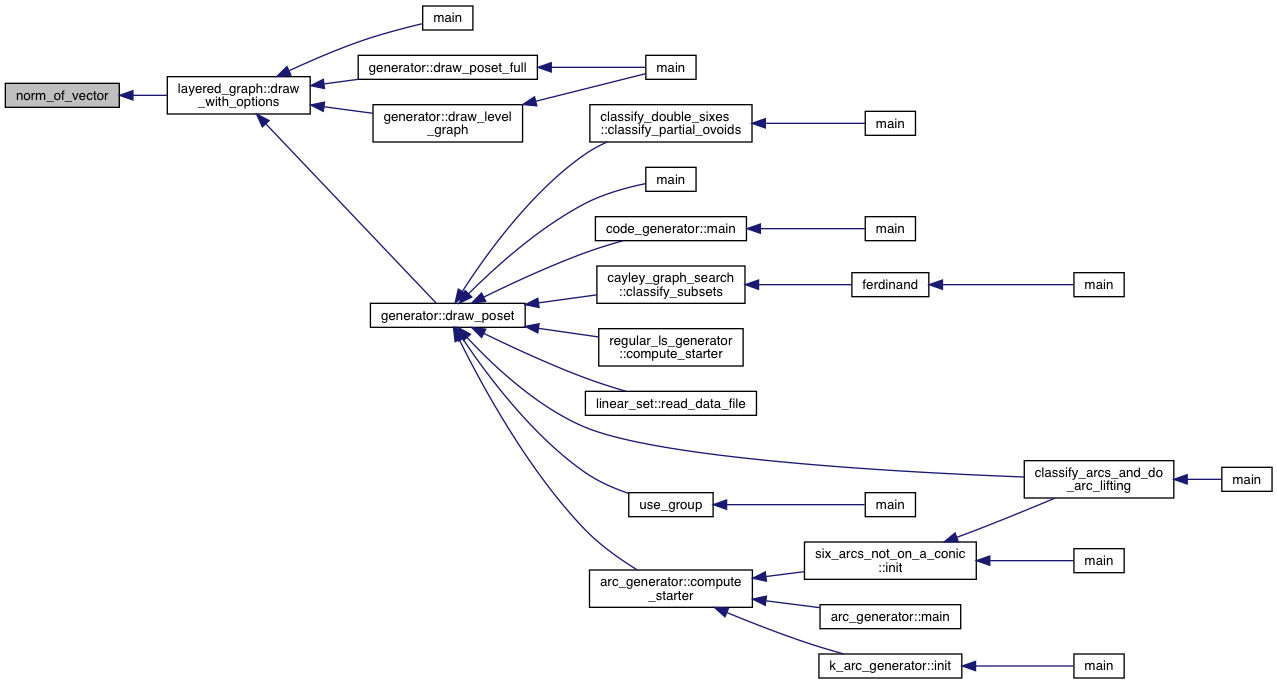 main
generator::draw_poset_full
main
layered_graph::draw
_with_options
norm_of_vector
generator::draw_level
_graph
classify_double_sixes
::classify_partial_ovoids
main
main
code_generator::main
main
cayley_graph_search
::classify_subsets
ferdinand
main
generator::draw_poset
regular_ls_generator
::compute_starter
linear_set::read_data_file
classify_arcs_and_do
_arc_lifting
main
use_group
main
six_arcs_not_on_a_conic
::init
main
arc_generator::compute
_starter
arc_generator::main
k_arc_generator::init
main